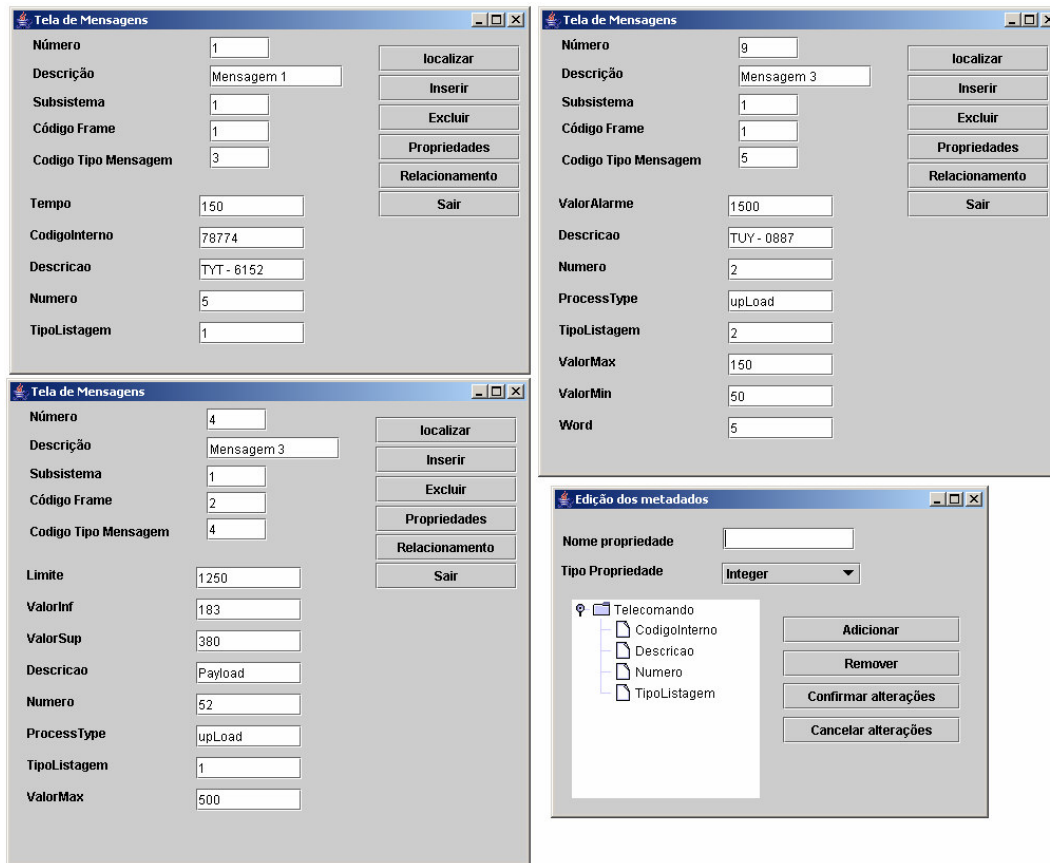 Tela de Mensagens
Número 1
localizar
Descrição Mensagem 1
Inserir
Subsistema 1
Excluir
Código Frame 1
Propriedades
Codigo Tipo Mensagem 3
Relacionamento
Tempo 150
Sair
CodigoInterno 78774
Descricao TYT - 6152
Numero 5
TipoListagem 1
Tela de Mensagens
Número 9
localizar
Descrição Mensagem 3
Inserir
Subsistema 1
Excluir
Código Frame 1
Propriedades
Codigo Tipo Mensagem 5
Relacionamento
ValorAlarme 1500
Sair
Descricao TUY - 0887
Numero 2
ProcessType upLoad
TipoListagem 2
ValorMax 150
ValorMin 50
Word 5
Tela de Mensagens
Número 4
localizar
Descrição Mensagem 3
Inserir
Subsistema 1
Excluir
Código Frame 2
Propriedades
Codigo Tipo Mensagem 4
Relacionamento
Limite 1250
Sair
ValorInf 183
ValorSup 380
Descricao Payload
Numero 52
ProcessType upLoad
TipoListagem 1
ValorMax 500
Edição dos metadados
Nome propriedade
Tipo Propriedade Integer
Telecomando
CodigoInterno
Descricao
Numero
TipoListagem
Adicionar
Remover
Confirmar alterações
Cancelar alterações